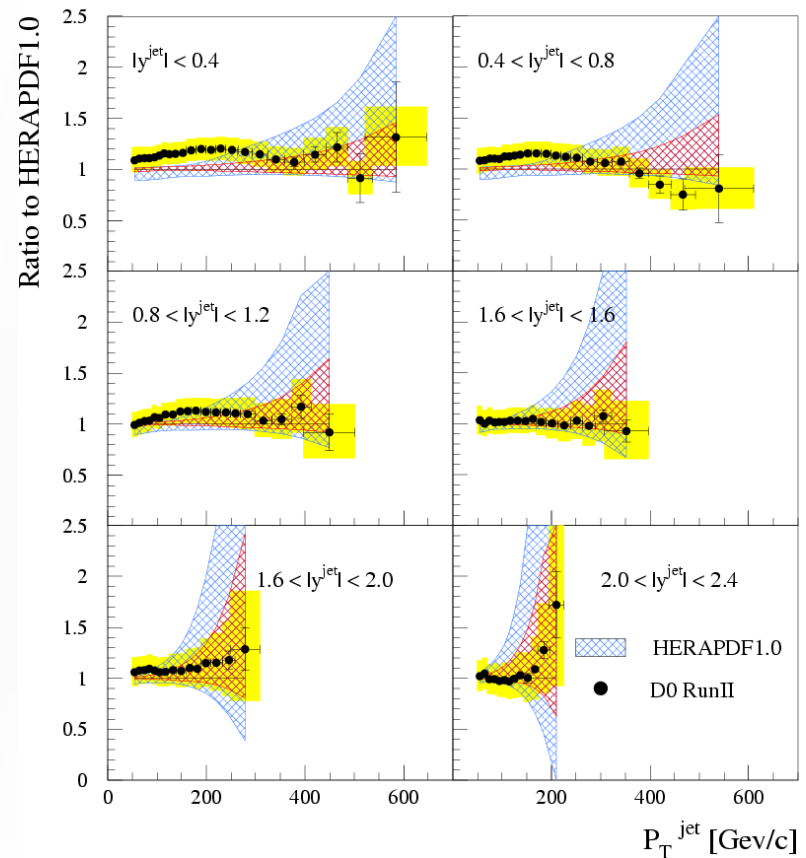 Ratio to HERAPDF1.0
2.5
2
1.5
1
0.5
|y^jet| < 0.4
0.4 < |y^jet| < 0.8
2.5
2
1.5
1
0.5
0.8 < |y^jet| < 1.2
1.6 < |y^jet| < 1.6
2.5
2
1.5
1
0.5
0
1.6 < |y^jet| < 2.0
2.0 < |y^jet| < 2.4
HERAPDF1.0
D0 RunII
0 200 400 600
200 400 600
P_T^jet [Gev/c]